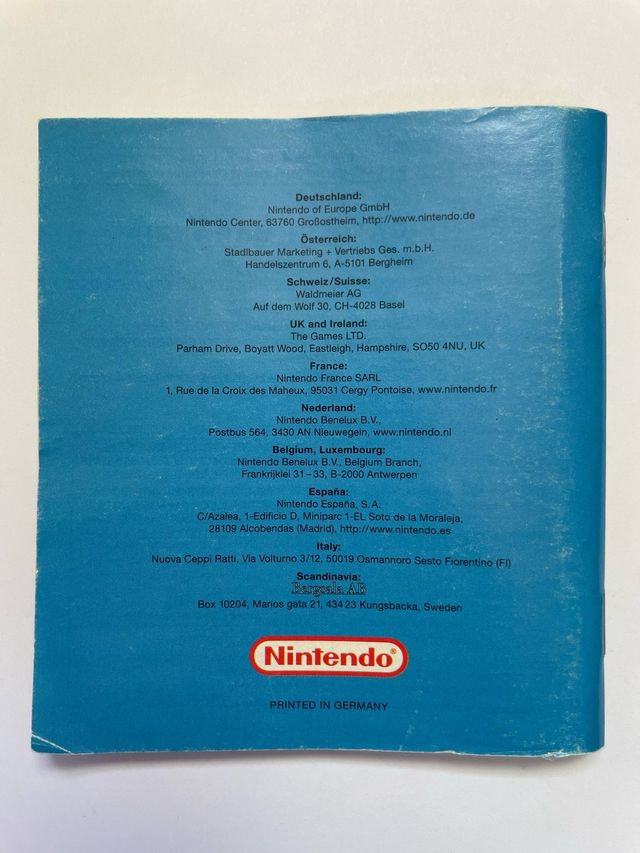 Deutschland:
Nintendo of Europe GmbH
Nintendo Center, 63760 Großostheim, http://www.nintendo.de
Österreich:
Stadlbauer Marketing + Vertriebs Ges. m.b.H.
Handelszentrum 6, A-5101 Bergheim
Schweiz/Suisse:
Waldmeier AG
Auf dem Wolf 30, CH-4028 Basel
UK and Ireland:
The Games LTD.
Parham Drive, Boyatt Wood, Eastleigh, Hampshire, SO50 4NU, UK
France:
Nintendo France SARL
1, Rue de la Croix des Maheux, 95031 Cergy Pontoise, www.nintendo.fr
Nederland:
Nintendo Benelux B.V.,
Postbus 564, 3430 AN Nieuwegein, www.nintendo.nl
Belgium, Luxembourg:
Nintendo Benelux B.V., Belgium Branch,
Frankrijklei 31–33, B-2000 Antwerpen
España:
Nintendo España, S.A.
C/Azalea, 1-Edificio D, Miniparc 1-EL Soto de la Moraleja,
28109 Alcobendas (Madrid), http://www.nintendo.es
Italy:
Nuova Ceppi Ratti, Via Volturno 3/12, 50019 Osmannoro Sesto Fiorentino (FI)
Scandinavia:
Bergsala AB
Box 10204, Marios gata 21, 434 23 Kungsbacka, Sweden
Nintendo®
PRINTED IN GERMANY